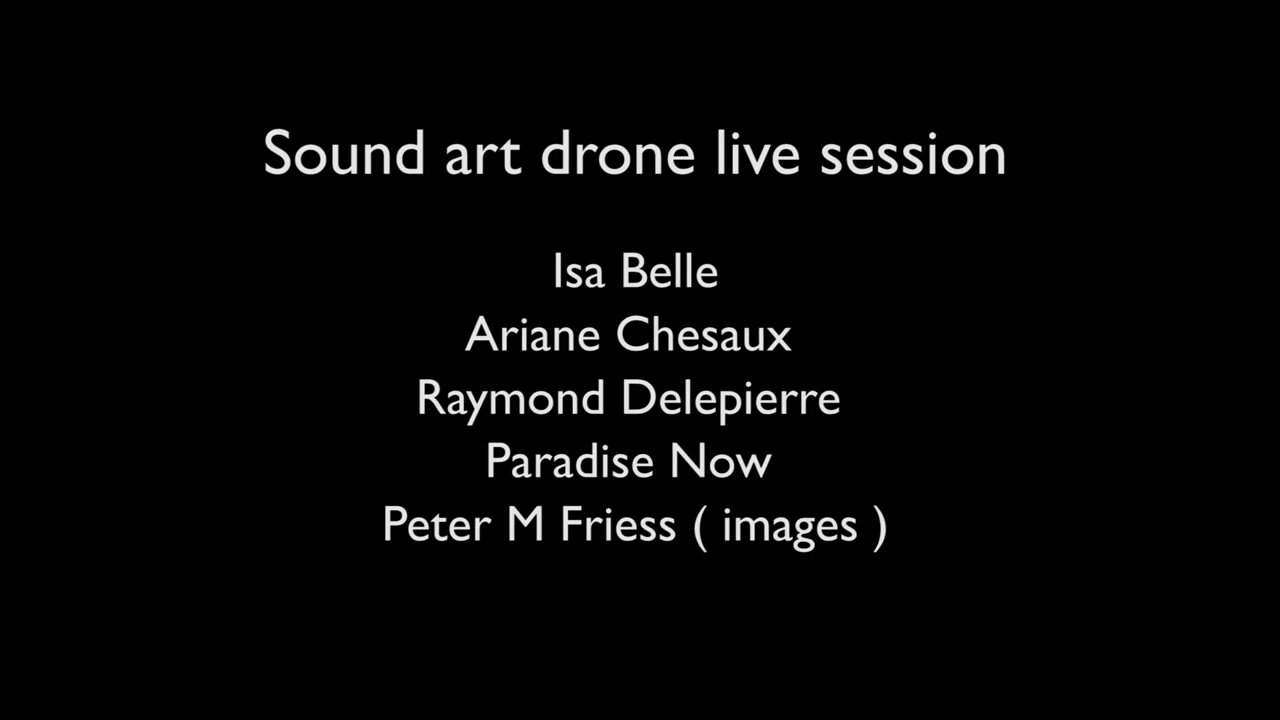 Sound art drone live session
Isa Belle
Ariane Chesaux
Raymond Delepierre
Paradise Now
Peter M Friess ( images )